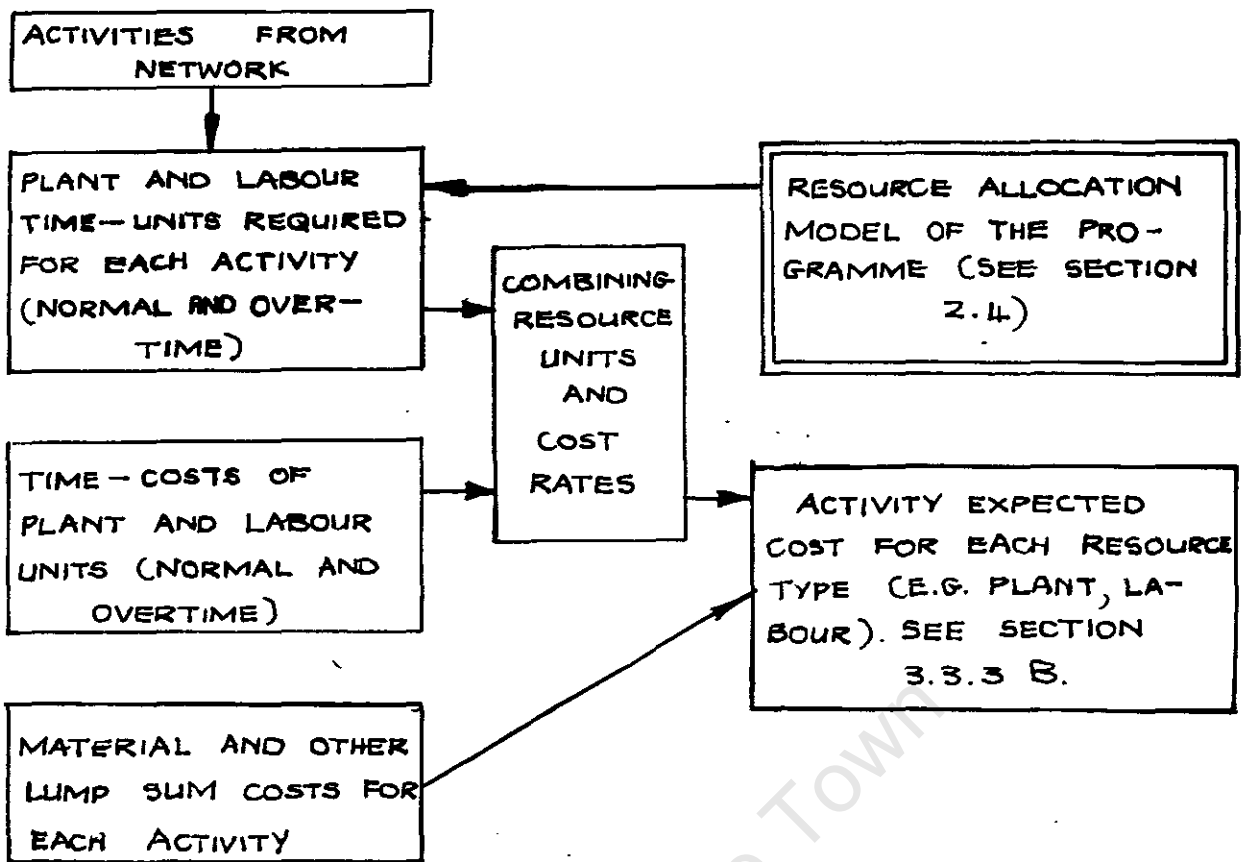 ACTIVITIES FROM
NETWORK
PLANT AND LABOUR
TIME-UNITS REQUIRED
FOR EACH ACTIVITY
(NORMAL AND OVER-
TIME)
RESOURCE ALLOCATION
MODEL OF THE PRO-
GRAMME (SEE SECTION
2.4)
COMBINING
RESOURCE
UNITS
AND
COST
RATES
TIME-COSTS OF
PLANT AND LABOUR
UNITS (NORMAL AND
OVERTIME)
ACTIVITY EXPECTED
COST FOR EACH RESOURCE
TYPE (E.G. PLANT, LA-
BOUR). SEE SECTION
3.3.3 B.
MATERIAL AND OTHER
LUMP SUM COSTS FOR
EACH ACTIVITY
Town